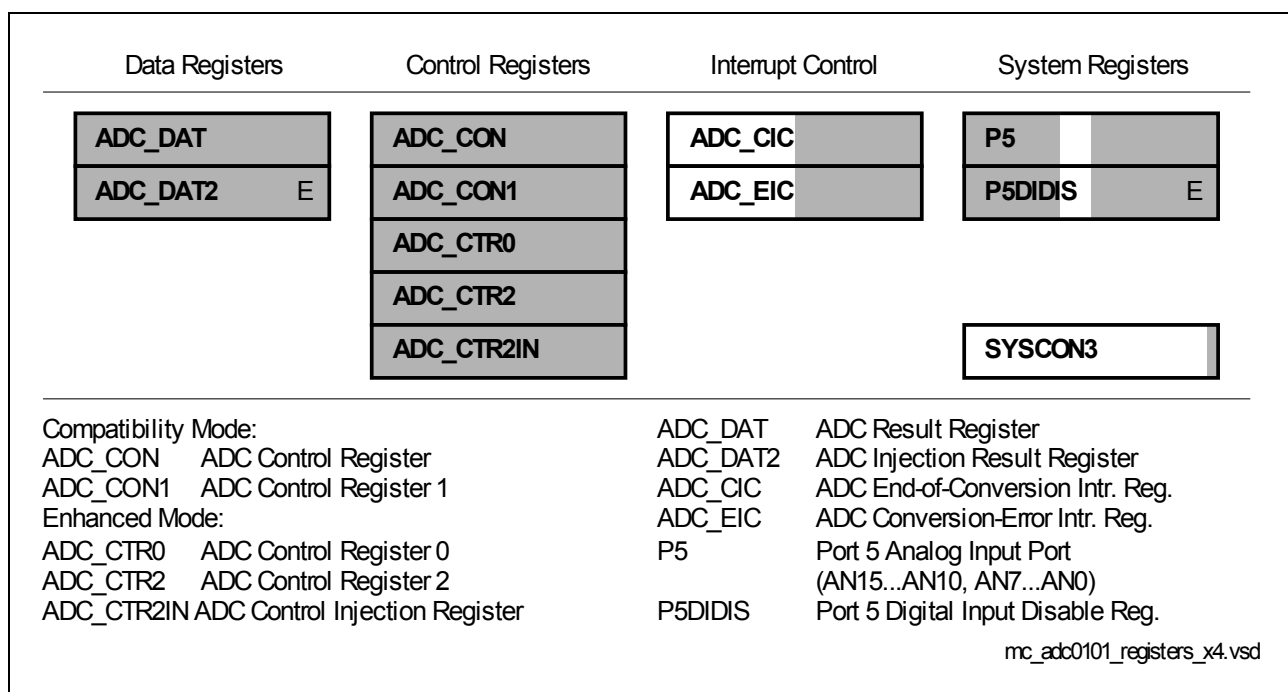 Data Registers Control Registers Interrupt Control System Registers
ADC_DAT ADC_CON ADC_CIC P5
ADC_DAT2 E ADC_CON1 ADC_EIC P5DIDIS E
ADC_CTR0
ADC_CTR2
ADC_CTR2IN SYSCON3
Compatibility Mode: ADC_DAT ADC Result Register
ADC_CON ADC Control Register ADC_DAT2 ADC Injection Result Register
ADC_CON1 ADC Control Register 1 ADC_CIC ADC End-of-Conversion Intr. Reg.
Enhanced Mode: ADC_EIC ADC Conversion-Error Intr. Reg.
ADC_CTR0 ADC Control Register 0 P5 Port 5 Analog Input Port
ADC_CTR2 ADC Control Register 2 (AN15...AN10, AN7...AN0)
ADC_CTR2IN ADC Control Injection Register P5DIDIS Port 5 Digital Input Disable Reg.
mc_adc0101_registers_x4.vsd